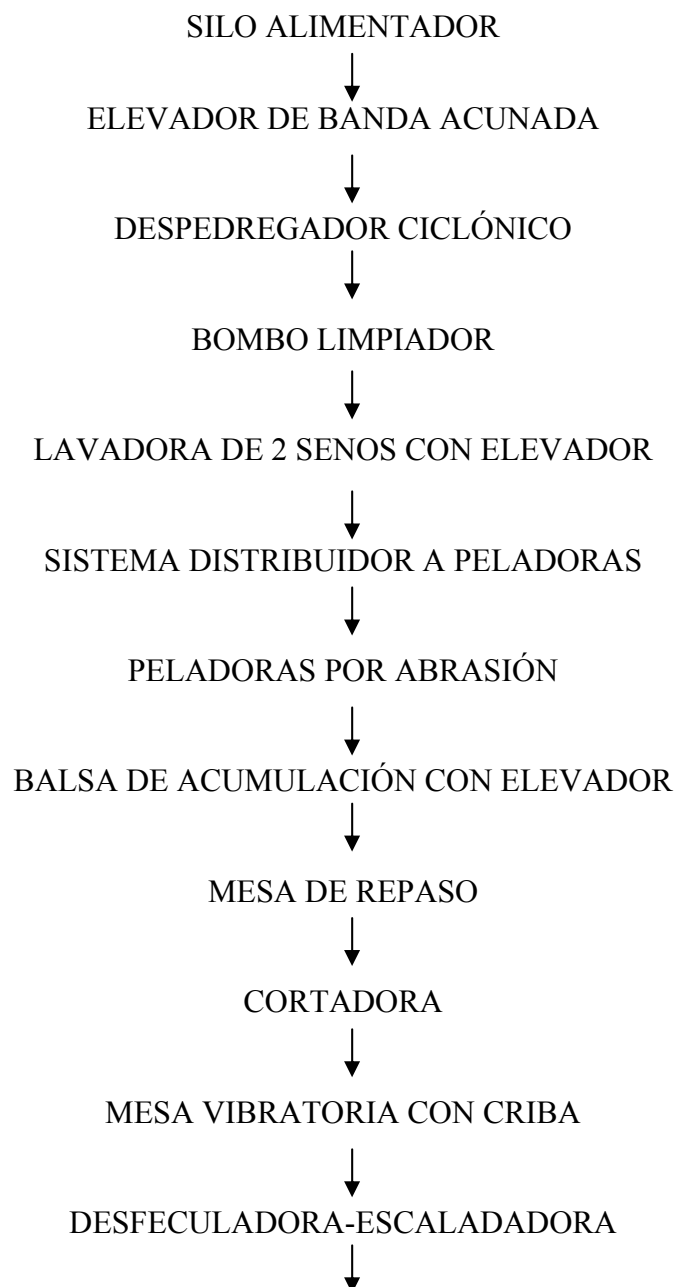 SILO ALIMENTADOR
ELEVADOR DE BANDA ACUNADA
DESPEDREGADOR CICLÓNICO
BOMBO LIMPIADOR
LAVADORA DE 2 SENOS CON ELEVADOR
SISTEMA DISTRIBUIDOR A PELADORAS
PELADORAS POR ABRASIÓN
BALSA DE ACUMULACIÓN CON ELEVADOR
MESA DE REPASO
CORTADORA
MESA VIBRATORIA CON CRIBA
DESFECULADORA-ESCALADADORA